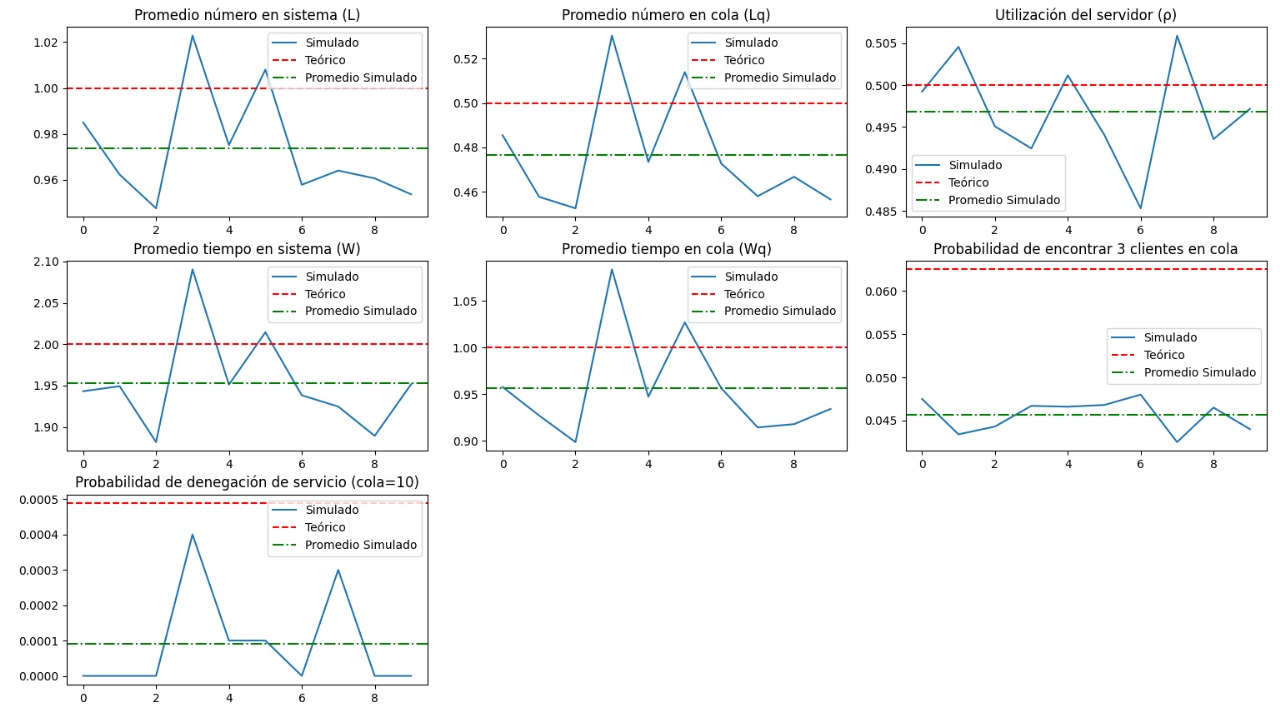 Promedio número en sistema (L)
1.02
1.00
0.98
0.96
0 2 4 6 8
Simulado
Teórico
Promedio Simulado
Promedio número en cola (Lq)
0.52
0.50
0.48
0.46
0 2 4 6 8
Simulado
Teórico
Promedio Simulado
Utilización del servidor (ρ)
0.505
0.500
0.495
0.490
0.485
0 2 4 6 8
Simulado
Teórico
Promedio Simulado
Promedio tiempo en sistema (W)
2.10
2.05
2.00
1.95
1.90
0 2 4 6 8
Simulado
Teórico
Promedio Simulado
Promedio tiempo en cola (Wq)
1.05
1.00
0.95
0.90
0 2 4 6 8
Simulado
Teórico
Promedio Simulado
Probabilidad de encontrar 3 clientes en cola
0.060
0.055
0.050
0.045
0 2 4 6 8
Simulado
Teórico
Promedio Simulado
Probabilidad de denegación de servicio (cola=10)
0.0005
0.0004
0.0003
0.0002
0.0001
0.0000
0 2 4 6 8
Simulado
Teórico
Promedio Simulado